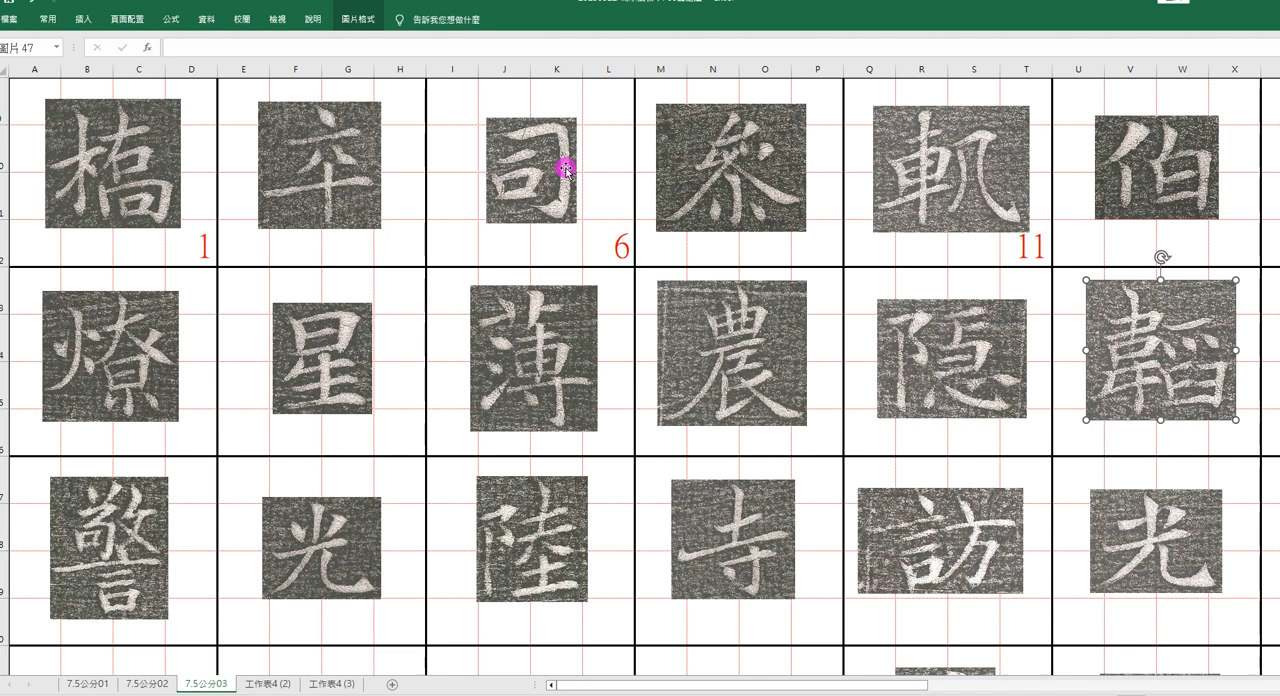 檔案 常用 插入 頁面配置 公式 資料 校閱 檢視 說明 圖片格式 告訴我您想做什麼
圖片 47 fx
A B C D E F G H I J K L M N O P Q R S T U V W X
橋 卒 司 參 軓 伯
1 6 11
燎 星 薄 農 隱 韜
警 光 陸 寺 訪 光
7.5公分01 7.5公分02 7.5公分03 工作表4 (2) 工作表4 (3)